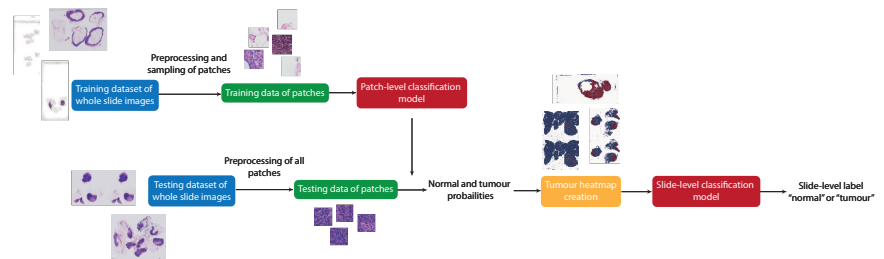 Preprocessing and
sampling of patches
Training dataset of
whole slide images
Training data of patches
Patch-level classification
model
Preprocessing of all
patches
Testing dataset of
whole slide images
Testing data of patches
Normal and tumour
probailities
Tumour heatmap
creation
Slide-level classification
model
Slide-level label
“normal” or “tumour”